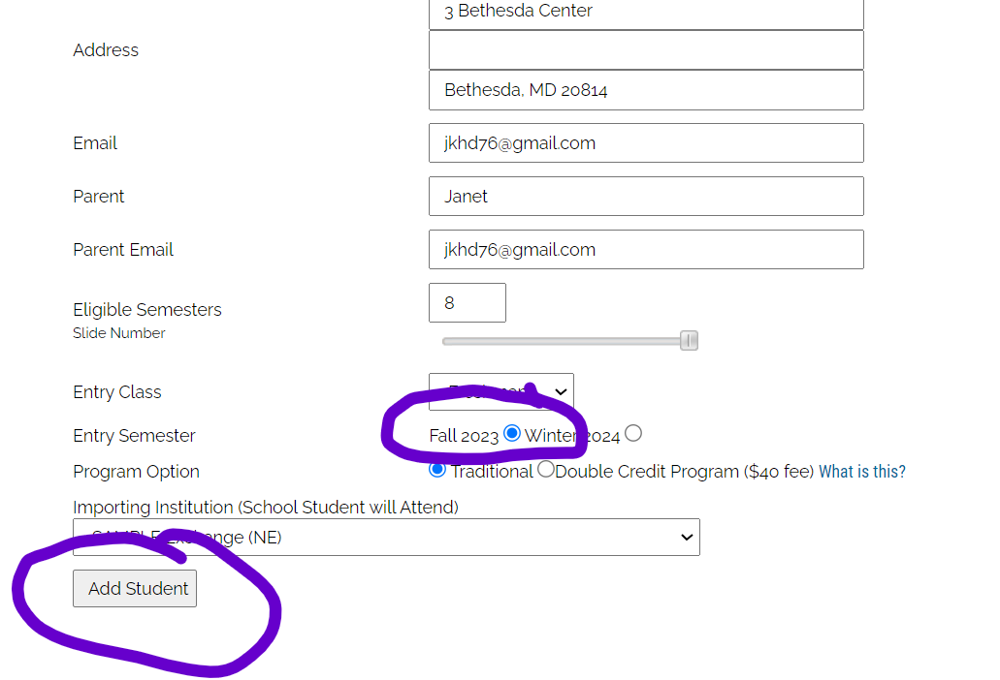 3 Bethesda Center
Address
Bethesda, MD 20814
Email jkhd76@gmail.com
Parent Janet
Parent Email jkhd76@gmail.com
Eligible Semesters 8
Slide Number
Entry Class
Entry Semester Fall 2023 Winter 2024
Program Option Traditional Double Credit Program ($40 fee) What is this?
Importing Institution (School Student will Attend)
SAMPLE Exchange (NE)
Add Student